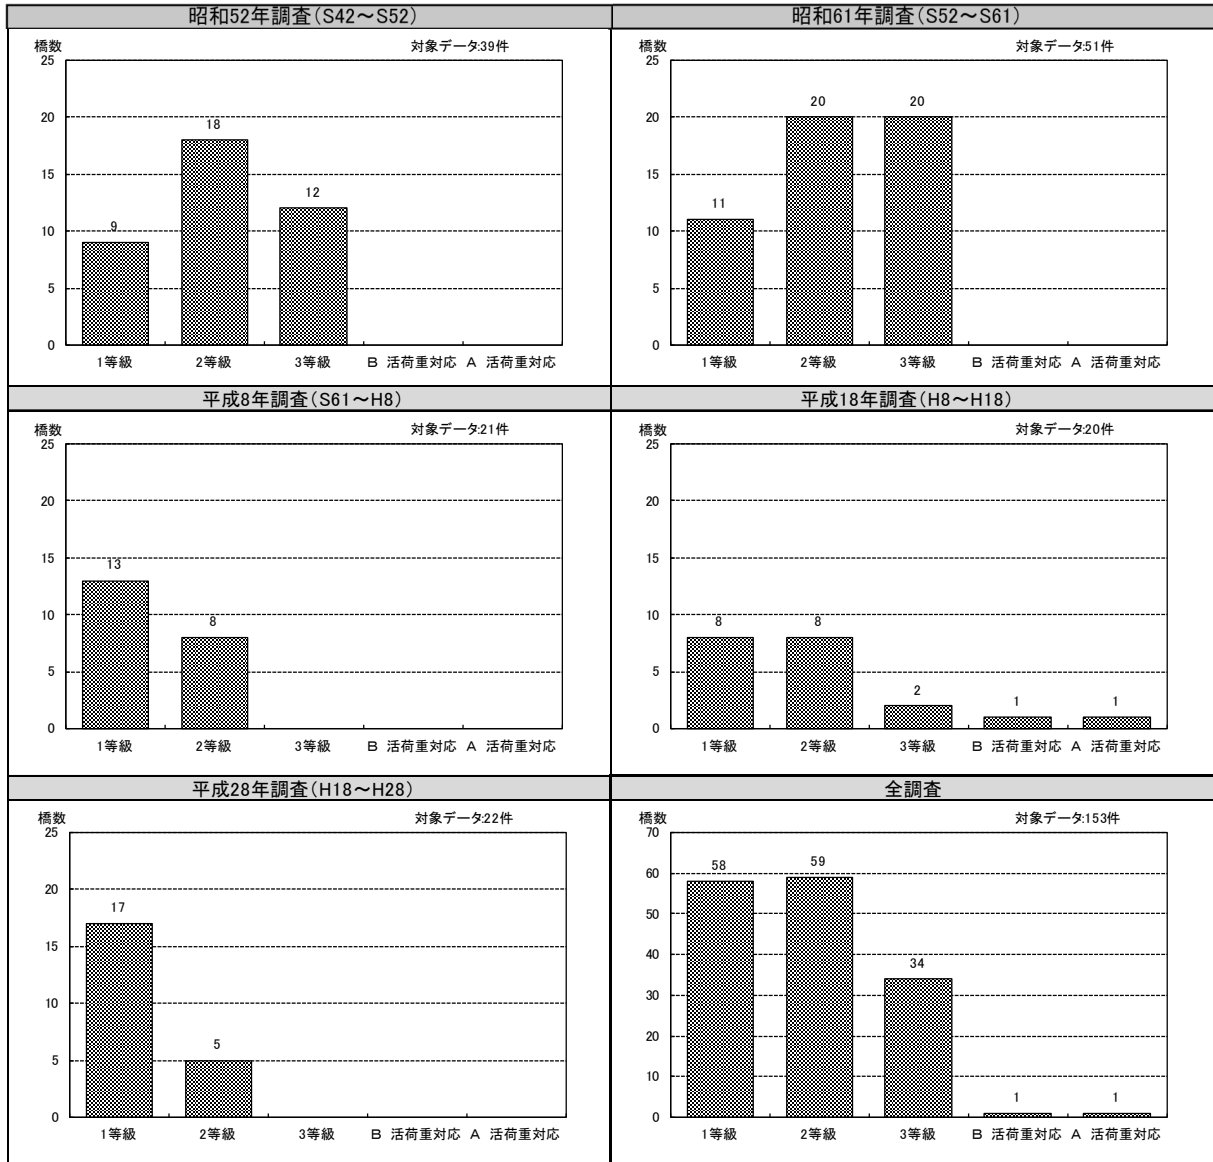 昭和52年調査(S42～S52)
橋数
対象データ:39件
25
20
15
10
5
0
9
18
12
1等級 2等級 3等級 B 活荷重対応 A 活荷重対応
昭和61年調査(S52～S61)
橋数
対象データ:51件
25
20
15
10
5
0
11
20
20
1等級 2等級 3等級 B 活荷重対応 A 活荷重対応
平成8年調査(S61～H8)
橋数
対象データ:21件
25
20
15
10
5
0
13
8
1等級 2等級 3等級 B 活荷重対応 A 活荷重対応
平成18年調査(H8～H18)
橋数
対象データ:20件
25
20
15
10
5
0
8
8
2
1
1
1等級 2等級 3等級 B 活荷重対応 A 活荷重対応
平成28年調査(H18～H28)
橋数
対象データ:22件
25
20
15
10
5
0
17
5
1等級 2等級 3等級 B 活荷重対応 A 活荷重対応
全調査
橋数
対象データ:153件
70
60
50
40
30
20
10
0
58
59
34
1
1
1等級 2等級 3等級 B 活荷重対応 A 活荷重対応